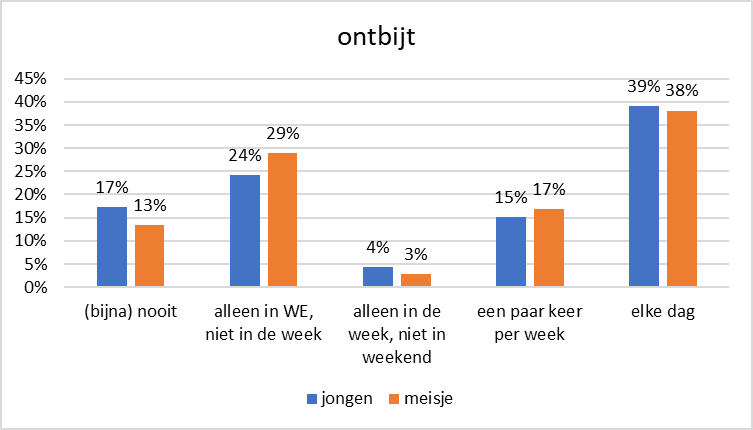 ontbijt
45%
40%
35%
30%
25%
20%
15%
10%
5%
0%
17%
13%
24%
29%
4%
3%
15%
17%
39%
38%
(bijna) nooit
alleen in WE,
niet in de week
alleen in de
week, niet in
weekend
een paar keer
per week
elke dag
jongen
meisje